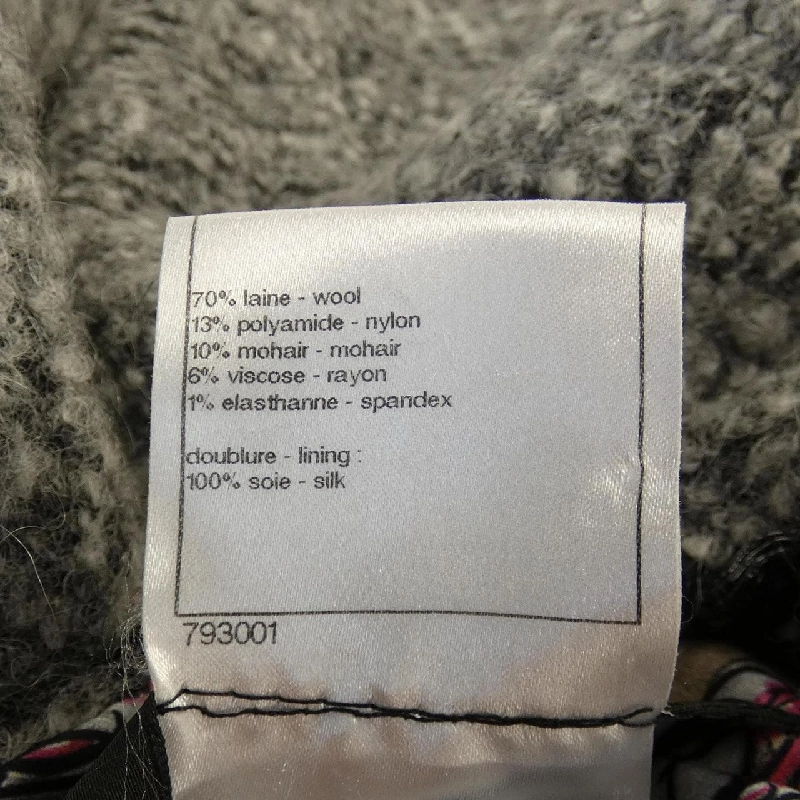 70% laine - wool
13% polyamide - nylon
10% mohair - mohair
6% viscose - rayon
1% elasthanne - spandex
doublure - lining :
100% soie - silk
793001